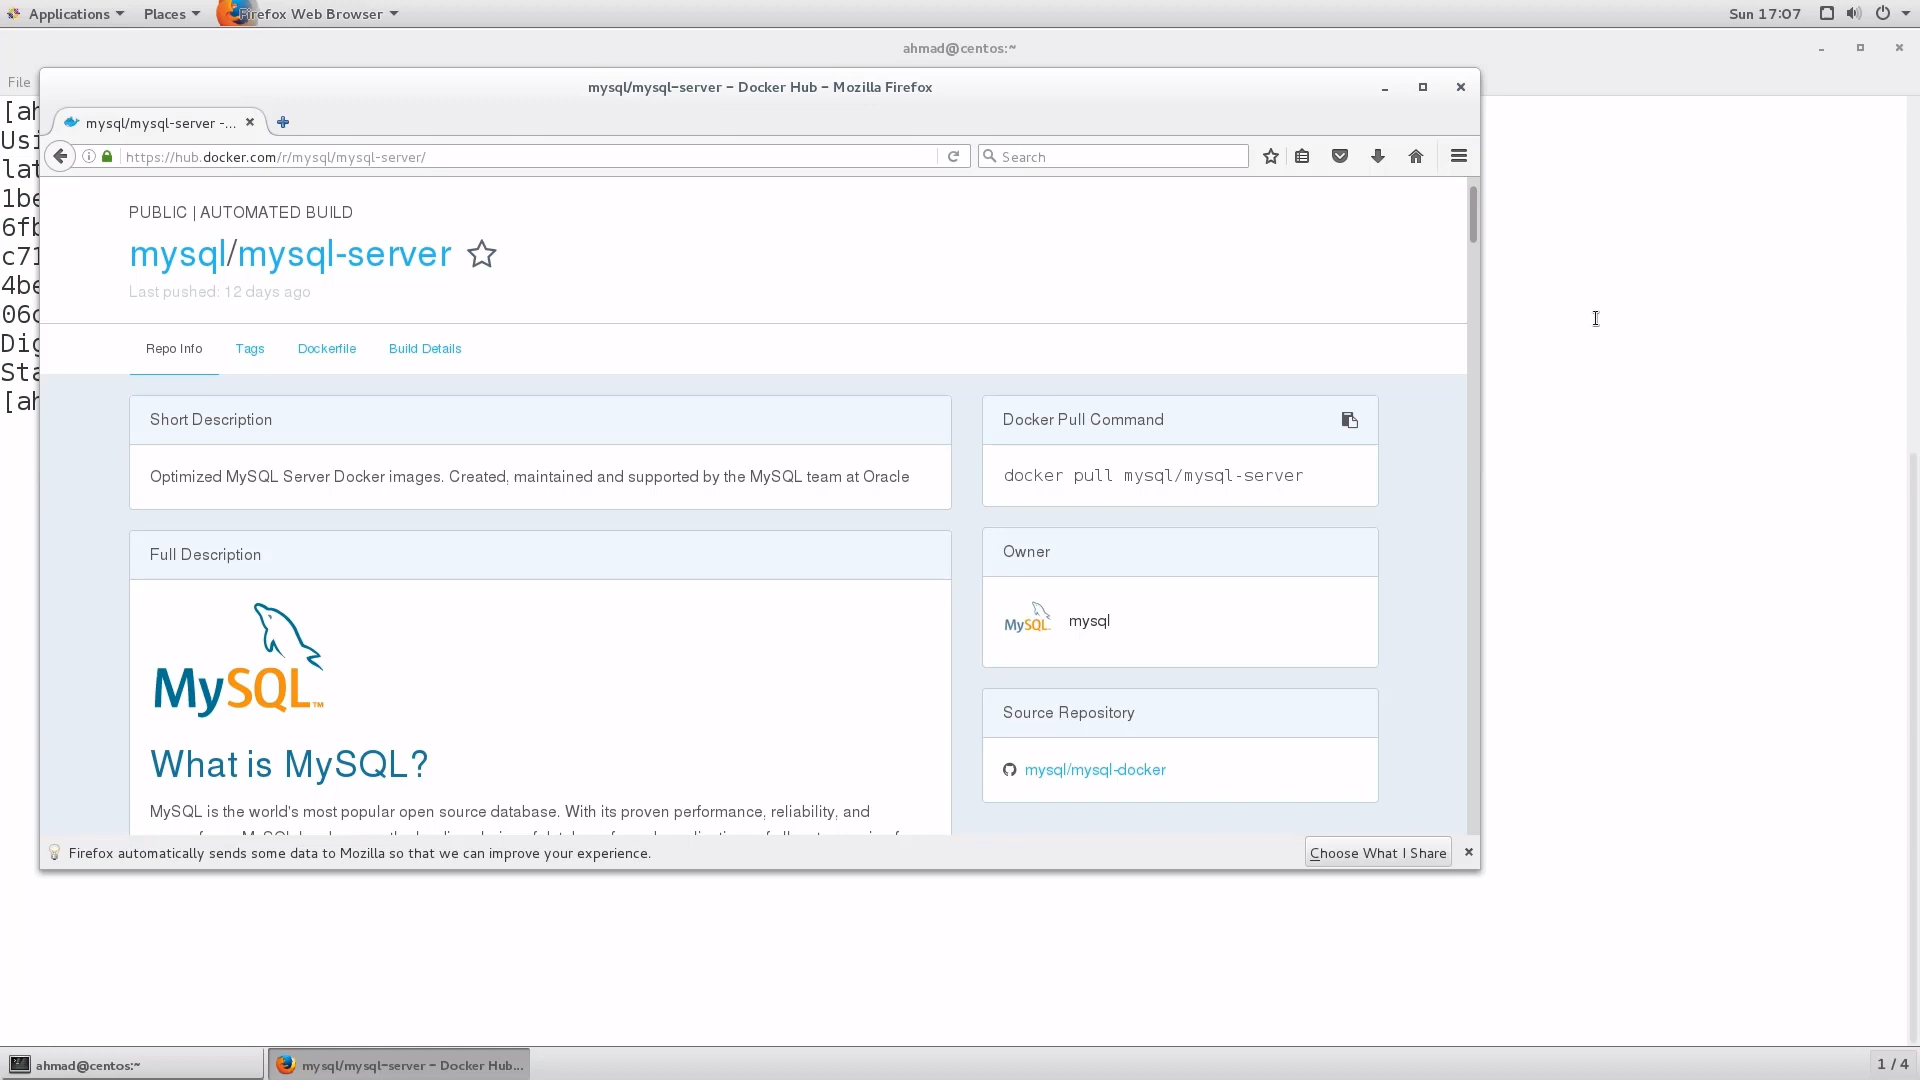 Applications Places Firefox Web Browser Sun 17:07
ahmad@centos:~
File
mysql/mysql-server – Docker Hub – Mozilla Firefox
mysql/mysql-server -...
https://hub.docker.com/r/mysql/mysql-server/ Search
[ah
Usi
lat
1be
6fb
c71
4be
06c
Dig
Sta
[ah
PUBLIC | AUTOMATED BUILD
mysql/mysql-server
Last pushed: 12 days ago
Repo Info Tags Dockerfile Build Details
Short Description
Optimized MySQL Server Docker images. Created, maintained and supported by the MySQL team at Oracle
Full Description
MySQL™
What is MySQL?
MySQL is the world's most popular open source database. With its proven performance, reliability, and
Docker Pull Command
docker pull mysql/mysql-server
Owner
MySQL mysql
Source Repository
mysql/mysql-docker
Firefox automatically sends some data to Mozilla so that we can improve your experience. Choose What I Share
ahmad@centos:~ mysql/mysql-server – Docker Hub... 1 / 4